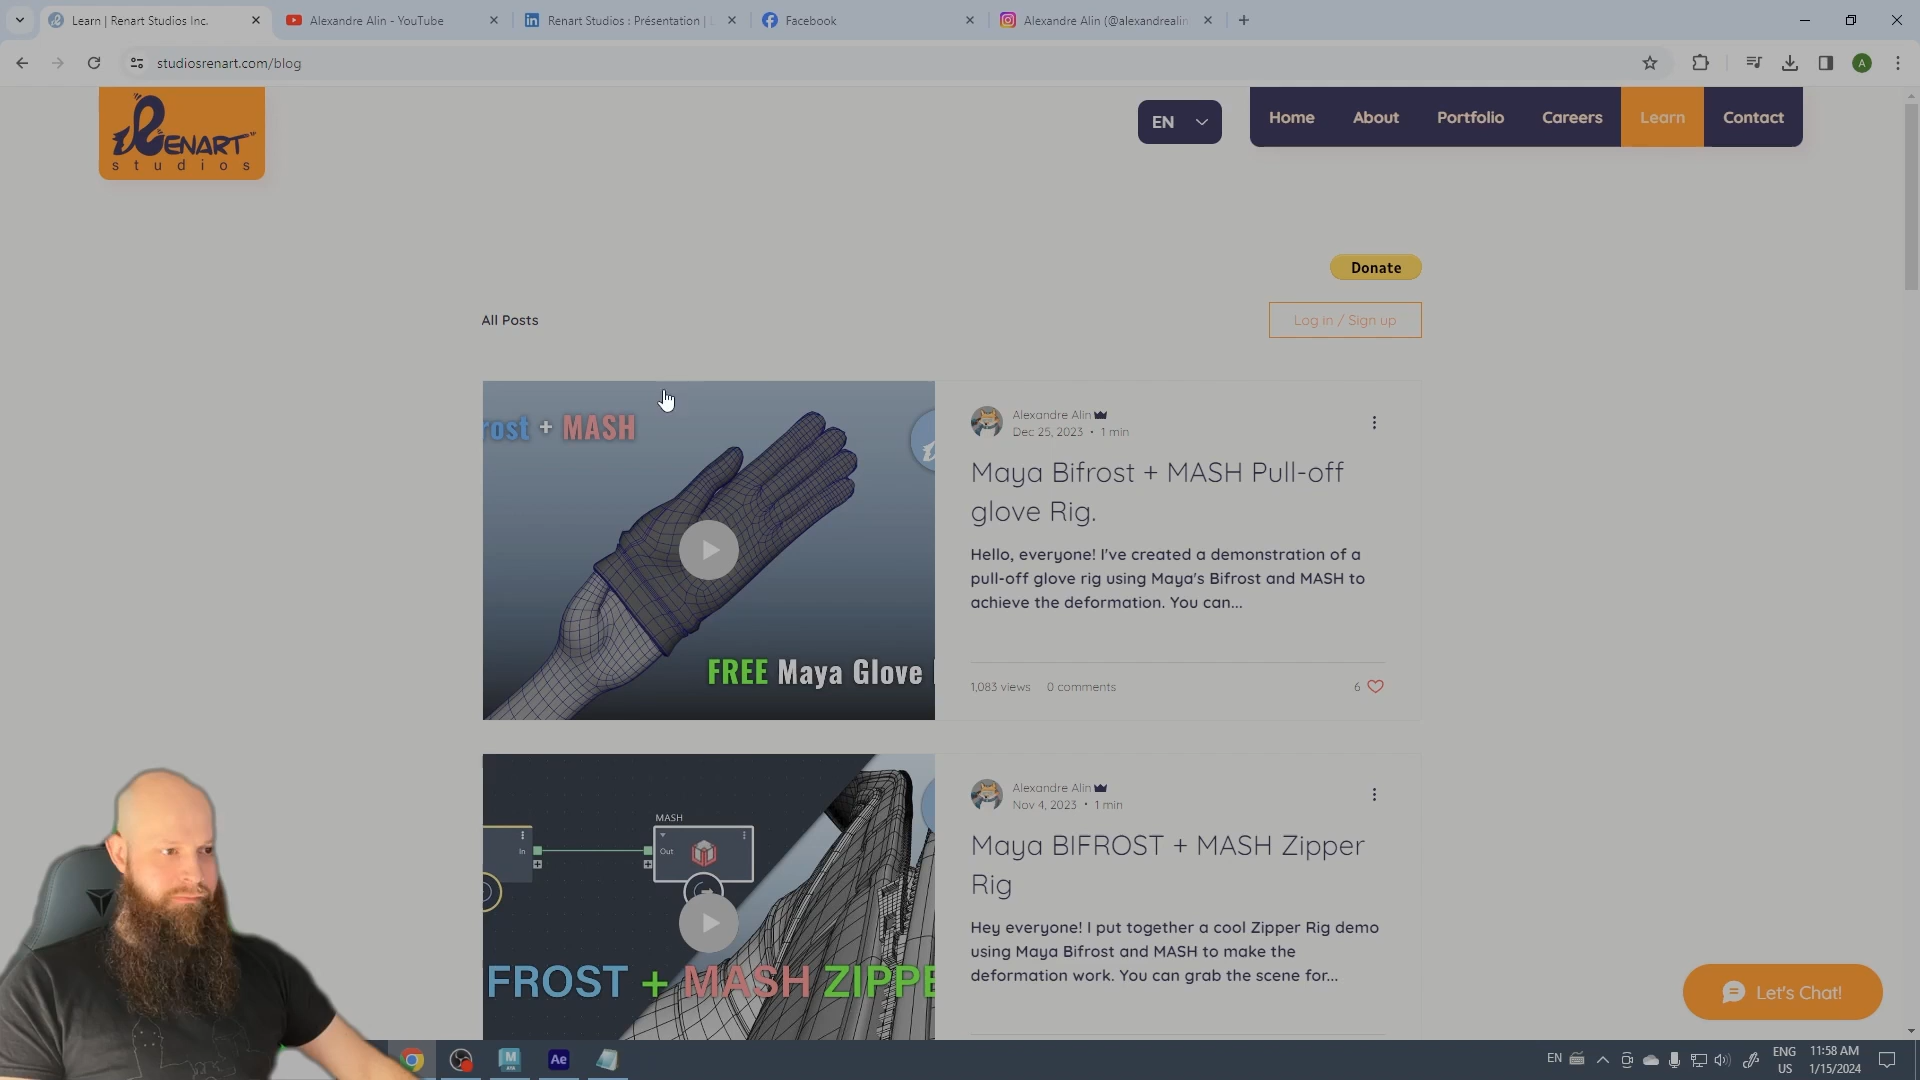 Learn | Renart Studios Inc.
Alexandre Alin - YouTube
Renart Studios : Présentation |
Facebook
Alexandre Alin (@alexandrealin
studiosrenart.com/blog
A
RENART
studios
EN
Home
About
Portfolio
Careers
Learn
Contact
Donate
All Posts
Log in / Sign up
rost + MASH
FREE Maya Glove
Alexandre Alin
Dec 25, 2023 • 1 min
Maya Bifrost + MASH Pull-off
glove Rig.
Hello, everyone! I've created a demonstration of a
pull-off glove rig using Maya's Bifrost and MASH to
achieve the deformation. You can...
1,083 views
0 comments
6
MASH
In
Out
FROST + MASH ZIPPE
Alexandre Alin
Nov 4, 2023 • 1 min
Maya BIFROST + MASH Zipper
Rig
Hey everyone! I put together a cool Zipper Rig demo
using Maya Bifrost and MASH to make the
deformation work. You can grab the scene for...
Let's Chat!
M
Ae
EN
ENG
US
11:58 AM
1/15/2024